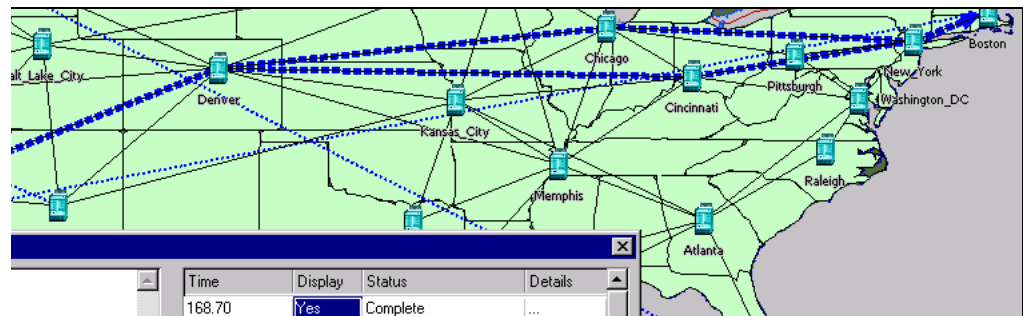 Boston
Chicago
alt_Lake_City
Denver
Pittsburgh
New_York
Cincinnati
Washington_DC
Kansas_City
Raleigh
Memphis
Atlanta
Time Display Status Details
168.70 Yes Complete ...